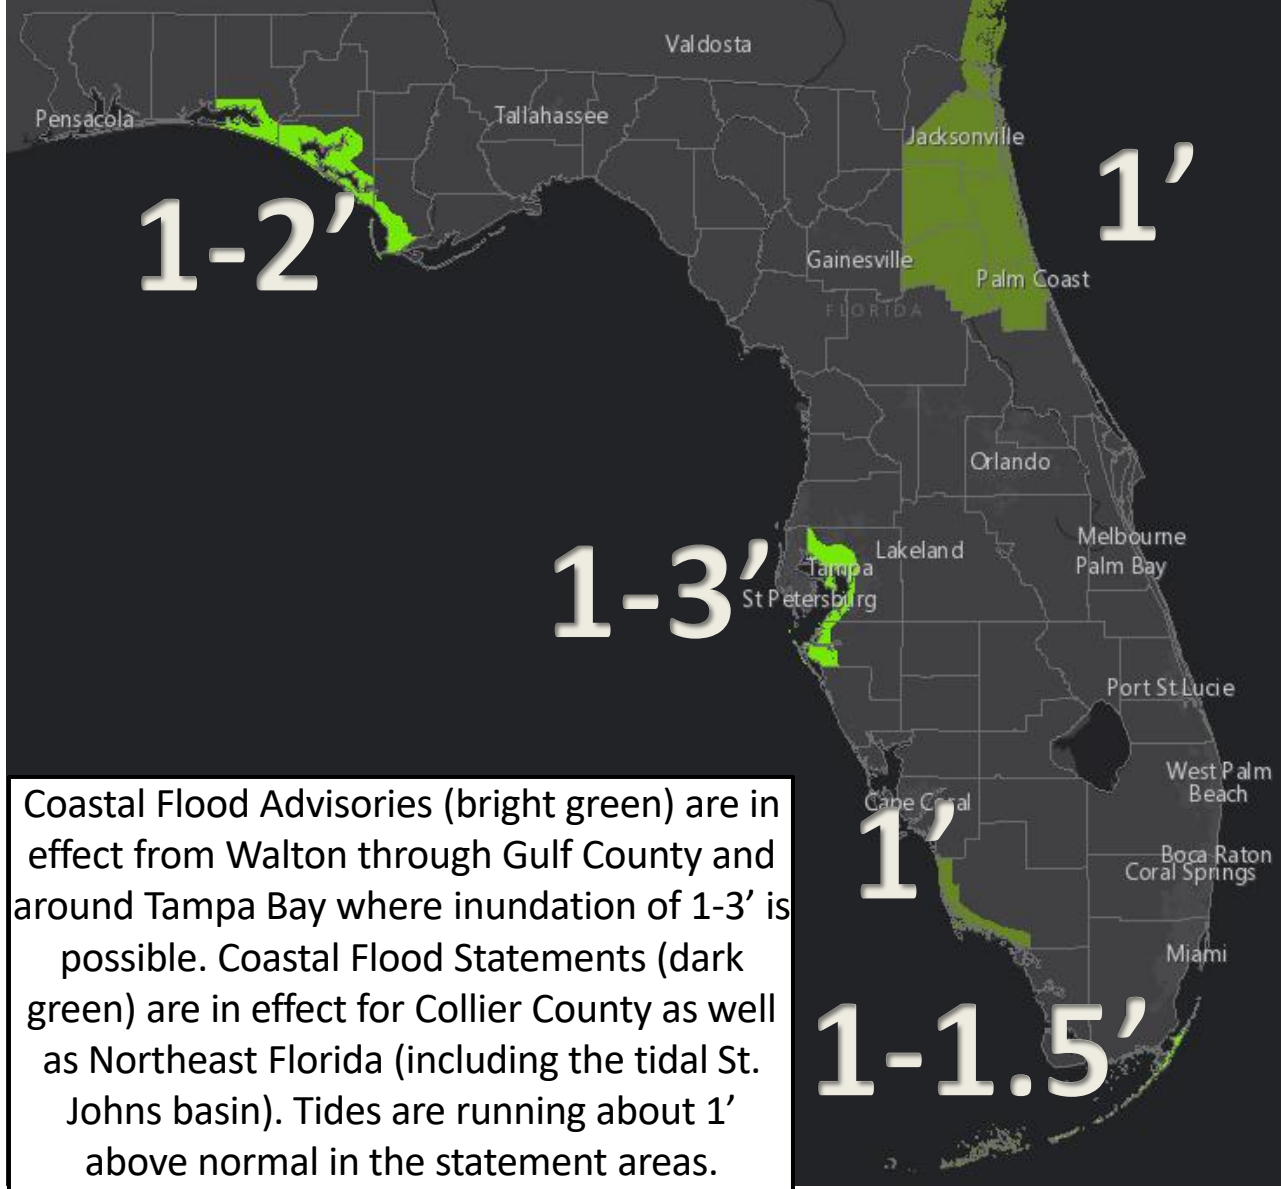 Valdosta
Pensacola
Tallahassee
Jacksonville
1’
1-2’
Gainesville
Palm Coast
FLORIDA
Orlando
Melbourne
Palm Bay
1-3’
Lakeland
Tampa
St Petersburg
Port St Lucie
West Palm
Beach
Cape Coral
1’
Boca Raton
Coral Springs
Miami
1-1.5’
Coastal Flood Advisories (bright green) are in
effect from Walton through Gulf County and
around Tampa Bay where inundation of 1-3’ is
possible. Coastal Flood Statements (dark
green) are in effect for Collier County as well
as Northeast Florida (including the tidal St.
Johns basin). Tides are running about 1’
above normal in the statement areas.